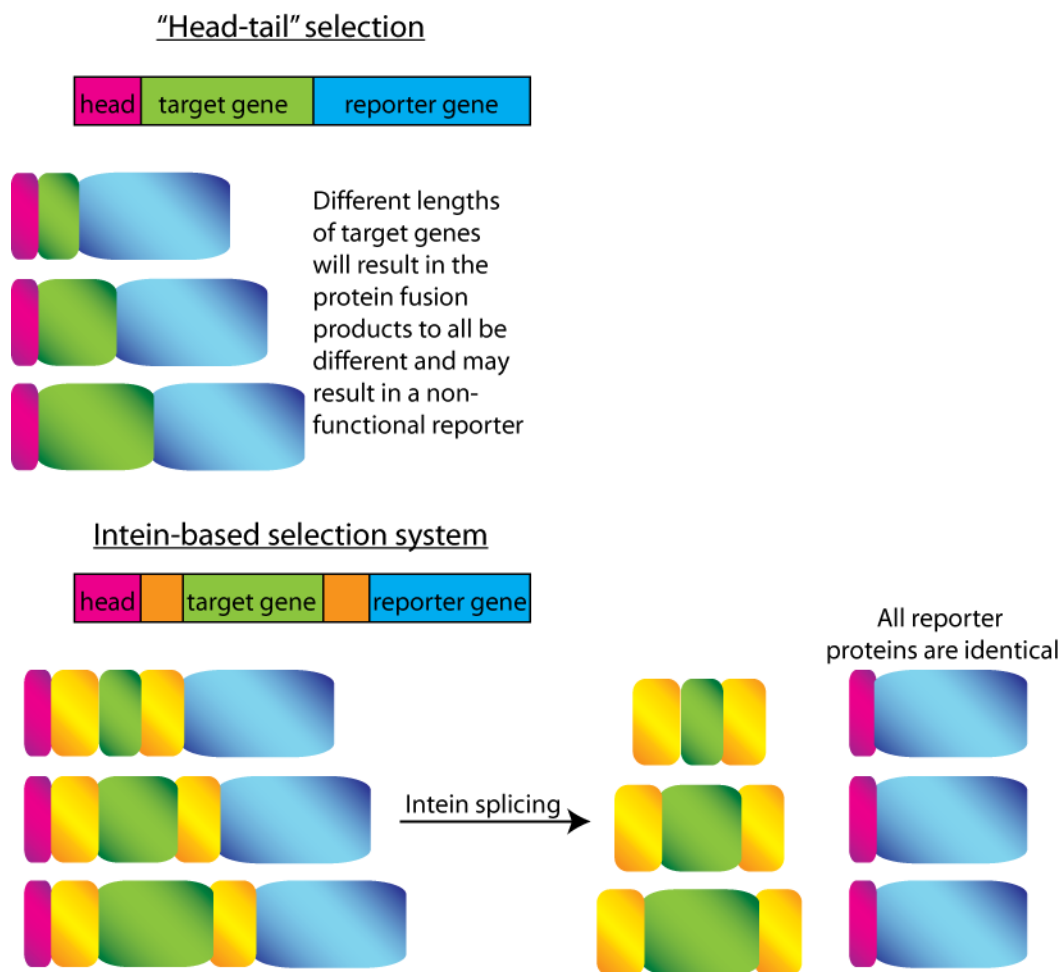 "Head-tail" selection
head target gene reporter gene
Different lengths
of target genes
will result in the
protein fusion
products to all be
different and may
result in a non-
functional reporter
Intein-based selection system
head target gene reporter gene
All reporter
proteins are identical
Intein splicing